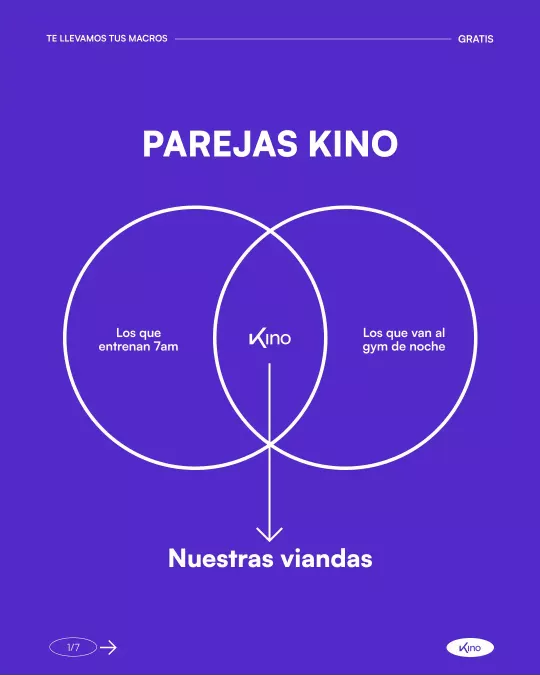 TE LLEVAMOS TUS MACROS
GRATIS
PAREJAS KINO
Los que
entrenan 7am
Kino
Los que van al
gym de noche
Nuestras viandas
1/7
Kino